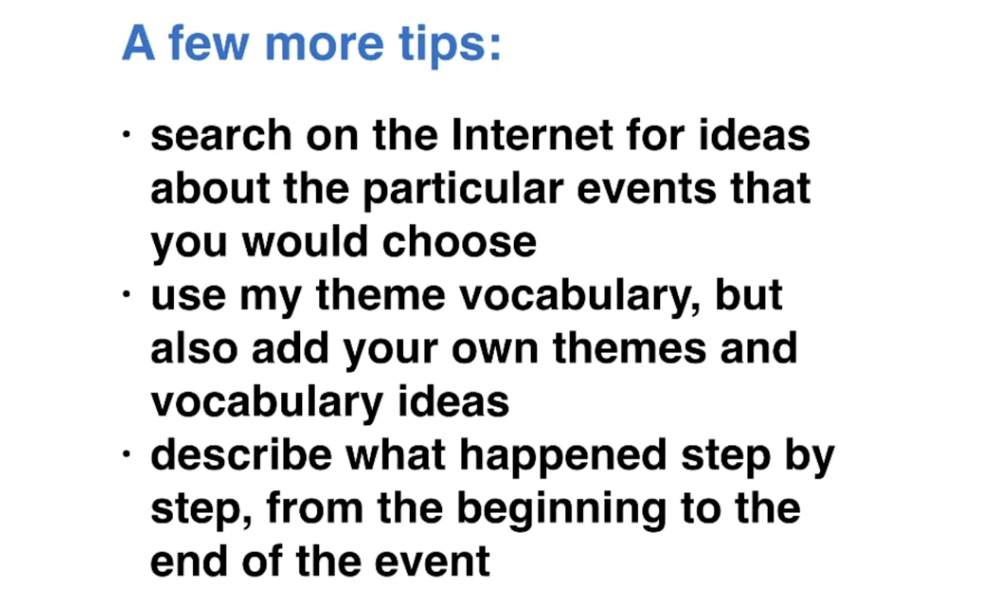 A few more tips:
· search on the Internet for ideas
about the particular events that
you would choose
· use my theme vocabulary, but
also add your own themes and
vocabulary ideas
· describe what happened step by
step, from the beginning to the
end of the event